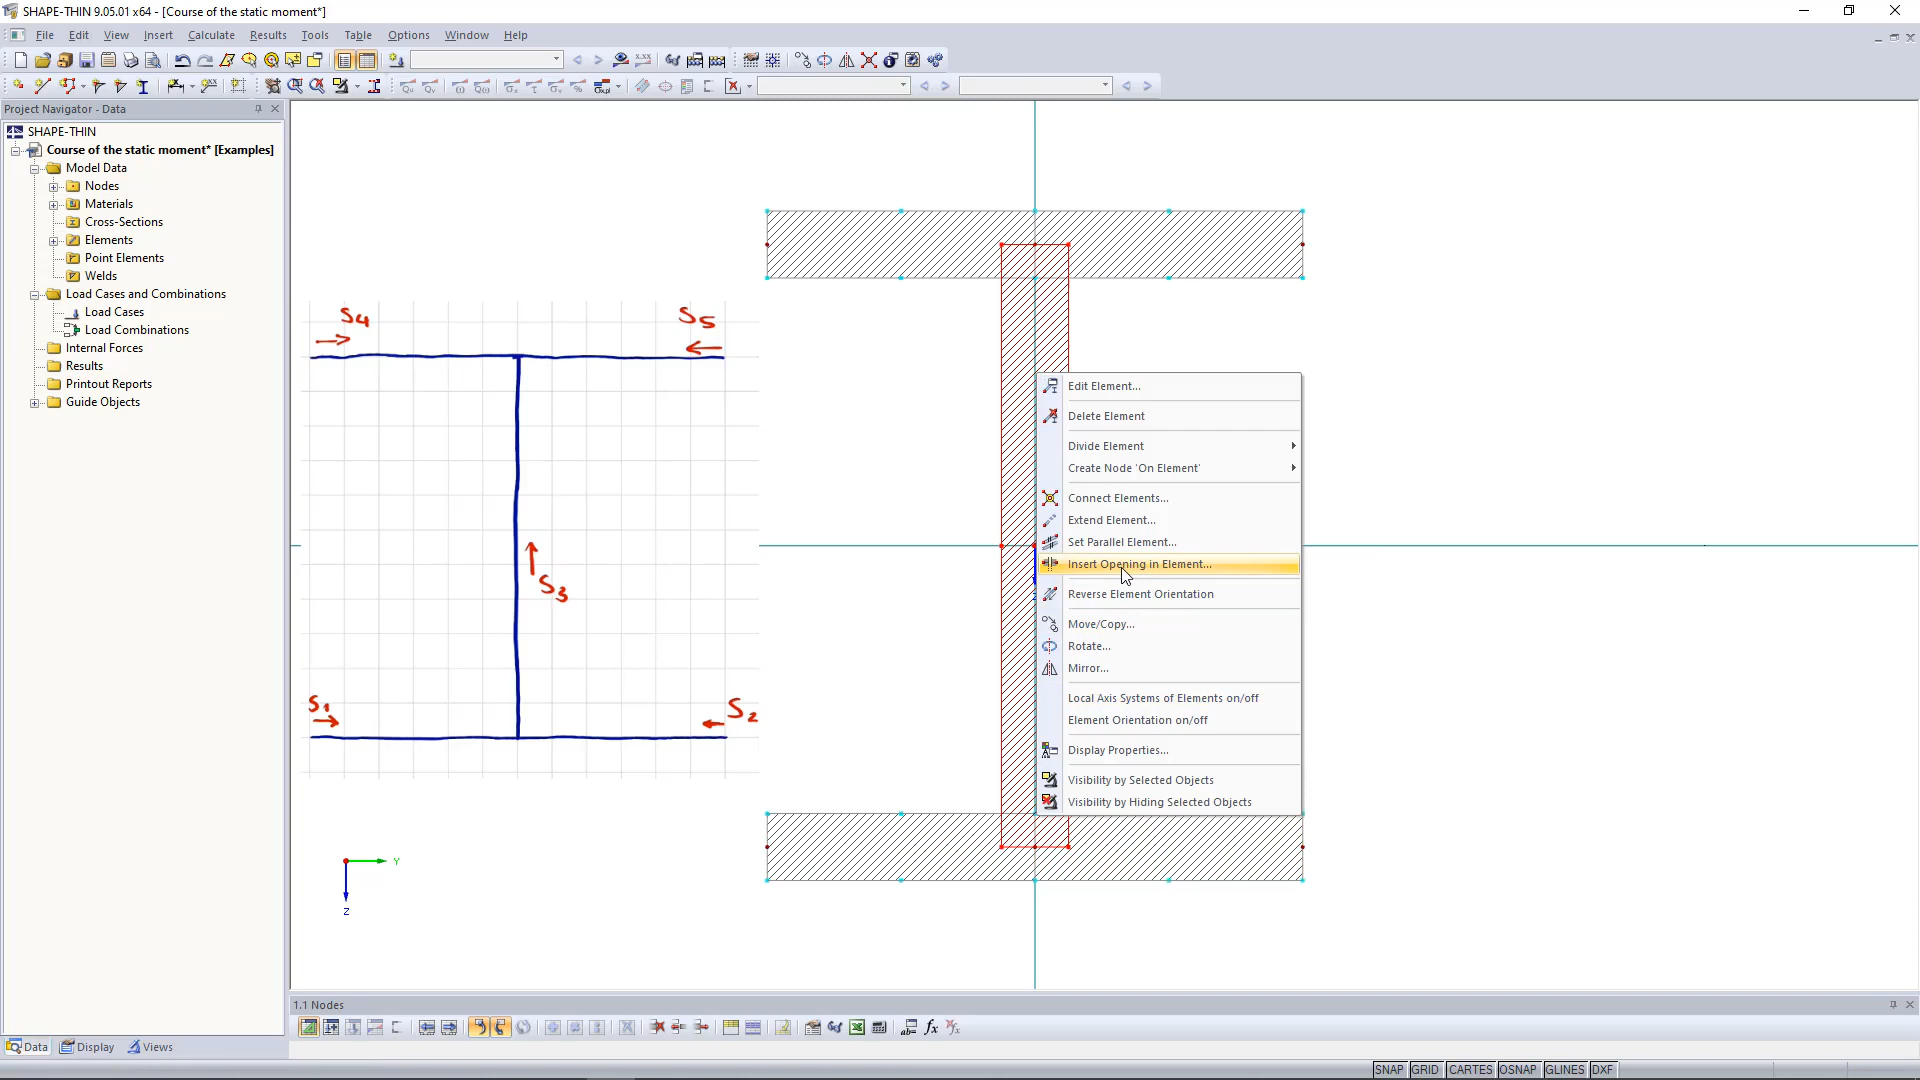 SHAPE-THIN 9.05.01 x64 - [Course of the static moment*]
File Edit View Insert Calculate Results Tools Table Options Window Help
Project Navigator - Data
SHAPE-THIN
Course of the static moment* [Examples]
Model Data
Nodes
Materials
Cross-Sections
Elements
Point Elements
Welds
Load Cases and Combinations
Load Cases
Load Combinations
Internal Forces
Results
Printout Reports
Guide Objects
S4
S5
S3
S1
S2
Y
Z
Edit Element...
Delete Element
Divide Element
Create Node 'On Element'
Connect Elements...
Extend Element...
Set Parallel Element...
Insert Opening in Element...
Reverse Element Orientation
Move/Copy...
Rotate...
Mirror...
Local Axis Systems of Elements on/off
Element Orientation on/off
Display Properties...
Visibility by Selected Objects
Visibility by Hiding Selected Objects
1.1 Nodes
Data Display Views
SNAP GRID CARTES OSNAP GLINES DXF